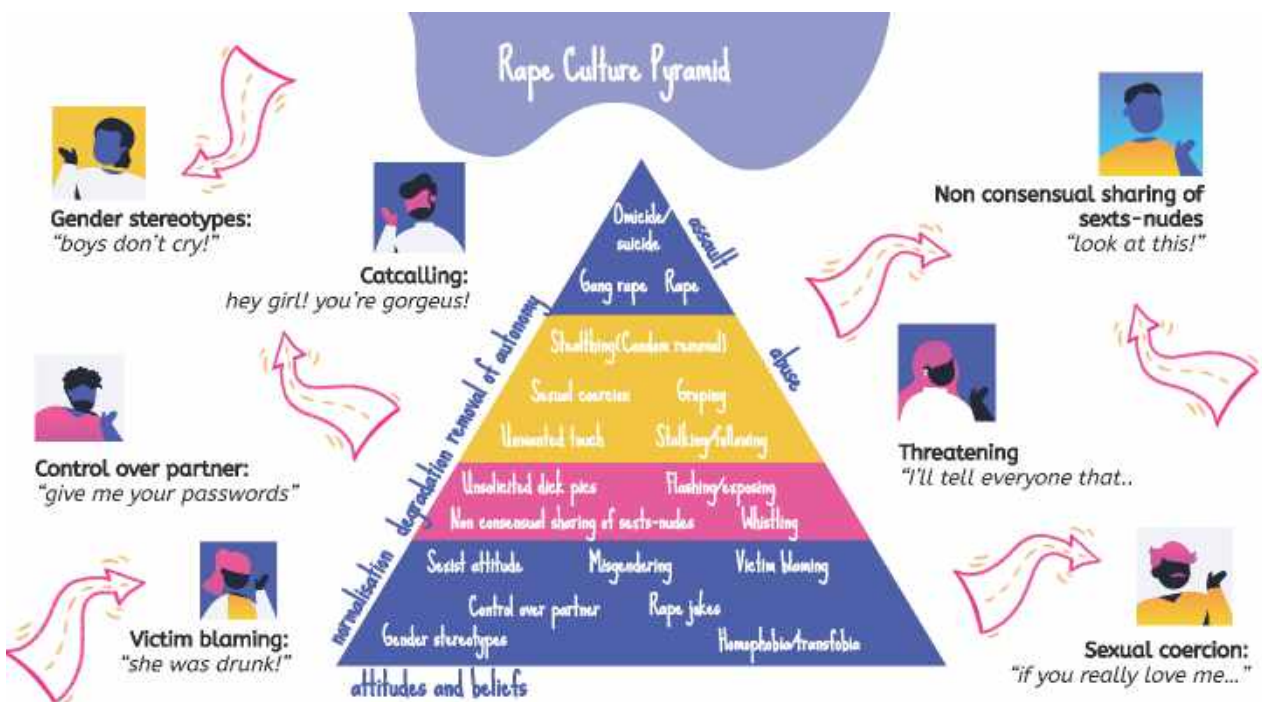 Rape Culture Pyramid
Gender stereotypes:
"boys don't cry!"
Catcalling:
hey girl! you're gorgeus!
Control over partner:
"give me your passwords"
Victim blaming:
"she was drunk!"
Omicide/
suicide
Gang rape Rape
Stealthing(Condom removal)
Sexual coercion Groping
Unwanted touch Stalking/following
Unsolicited dick pics Flashing/exposing
Non consensual sharing of sexts-nudes Whistling
Sexist attitude Misgendering Victim blaming
Control over partner Rape jokes
Gender stereotypes Homophobia/transfobia
normalisation degradation removal of autonomy
assault
abuse
attitudes and beliefs
Non consensual sharing of
sexts-nudes
"look at this!"
Threatening
"I'll tell everyone that..
Sexual coercion:
"if you really love me..."